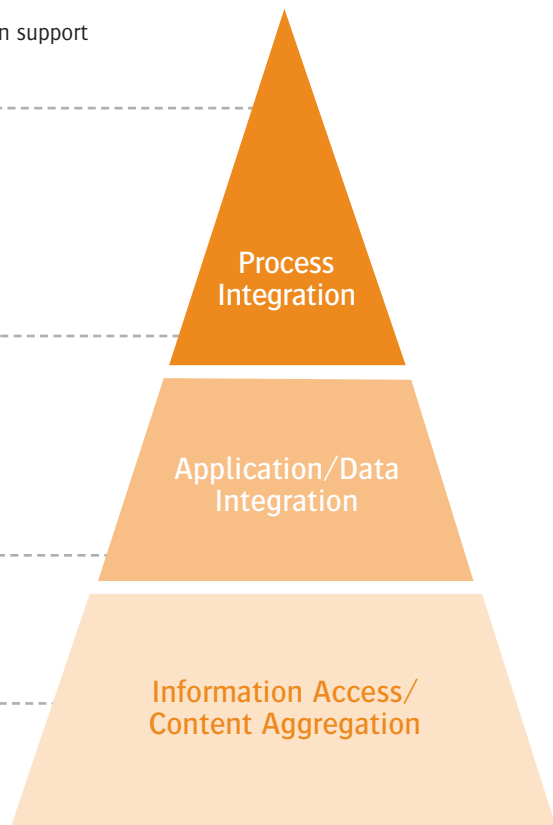 n support
Process
Integration
Application/Data
Integration
Information Access/
Content Aggregation